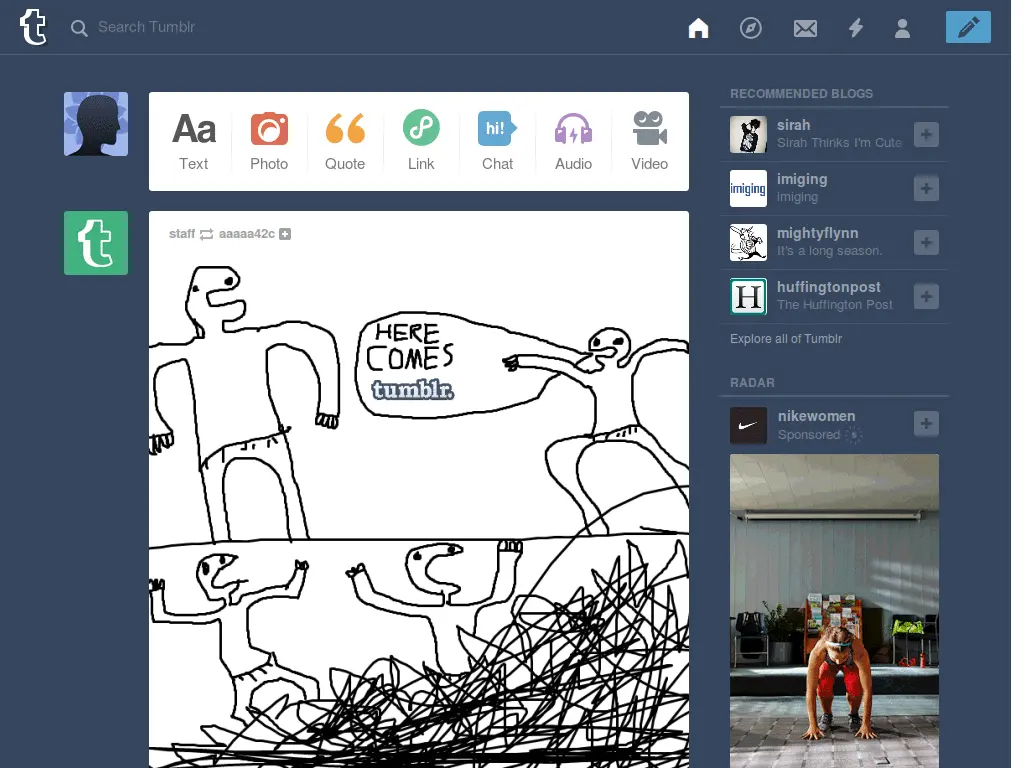 t
Search Tumblr
Aa
hi!
Text
Photo
Quote
Link
Chat
Audio
Video
t
staff aaaaa42c
HERE
COMES
tumblr.
RECOMMENDED BLOGS
sirah
Sirah Thinks I'm Cute
imiging
imiging
imiging
mightyflynn
It's a long season.
H
huffingtonpost
The Huffington Post
Explore all of Tumblr
RADAR
nikewomen
Sponsored